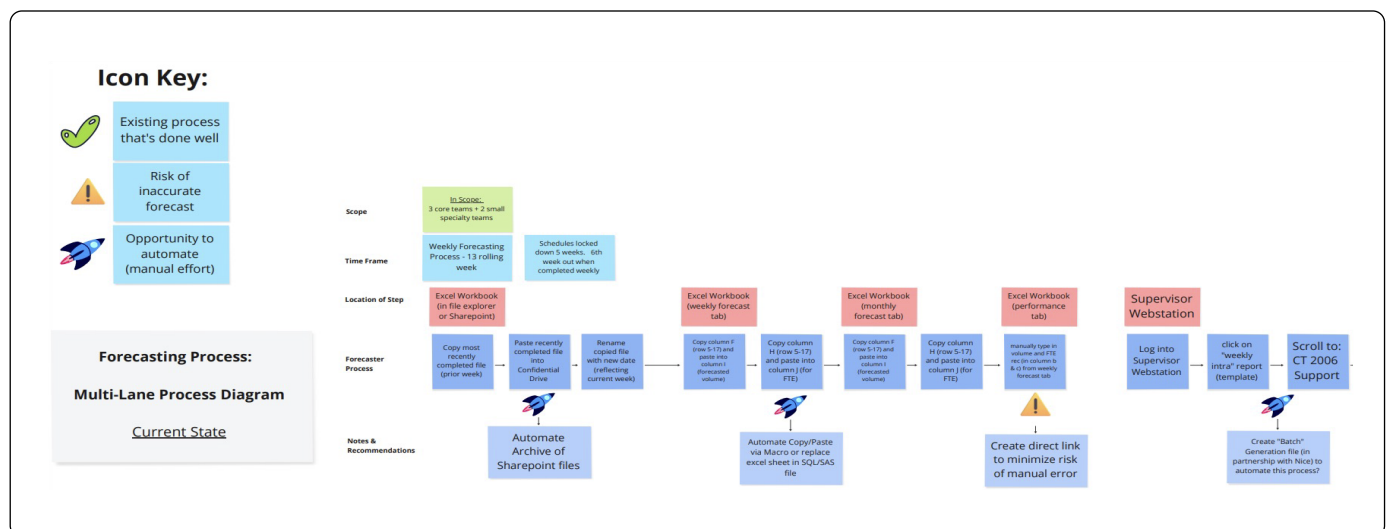 Icon Key:
Existing process
that's done well
Risk of
inaccurate
forecast
Opportunity to
automate
(manual effort)
Forecasting Process:
Multi-Lane Process Diagram
Current State
Scope
In Scope:
3 core teams + 2 small
specialty teams
Time Frame
Weekly Forecasting
Process - 13 rolling
week
Schedules locked
down 5 weeks. 6th
week out when
completed weekly
Location of Step
Excel Workbook
(in file explorer
or Sharepoint)
Excel Workbook
(weekly forecast
tab)
Excel Workbook
(monthly
forecast tab)
Excel Workbook
(performance
tab)
Supervisor
Webstation
Forecaster
Process
Copy most
recently
completed file
(prior week)
Paste recently
completed file
into
Confidential
Drive
Rename
copied file
with new date
(reflecting
current week)
Copy column F
(row 5-17) and
paste into
column I
(forecasted
volume)
Copy column
H (row 5-17)
and paste into
column J (for
FTE)
Copy column F
(row 5-17) and
paste into
column I
(forecasted
volume)
Copy column
H (row 5-17)
and paste into
column J (for
FTE)
manually type in
volume and FTE
rec (in column b
& c) from weekly
forecast tab
Log into
Supervisor
Webstation
click on
"weekly
intra" report
(template)
Scroll to:
CT 2006
Support
Notes &
Recommendations
Automate
Archive of
Sharepoint files
Automate Copy/Paste
via Macro or replace
excel sheet in SQL/SAS
file
Create direct link
to minimize risk
of manual error
Create "Batch"
Generation file (in
partnership with Nice) to
automate this process?